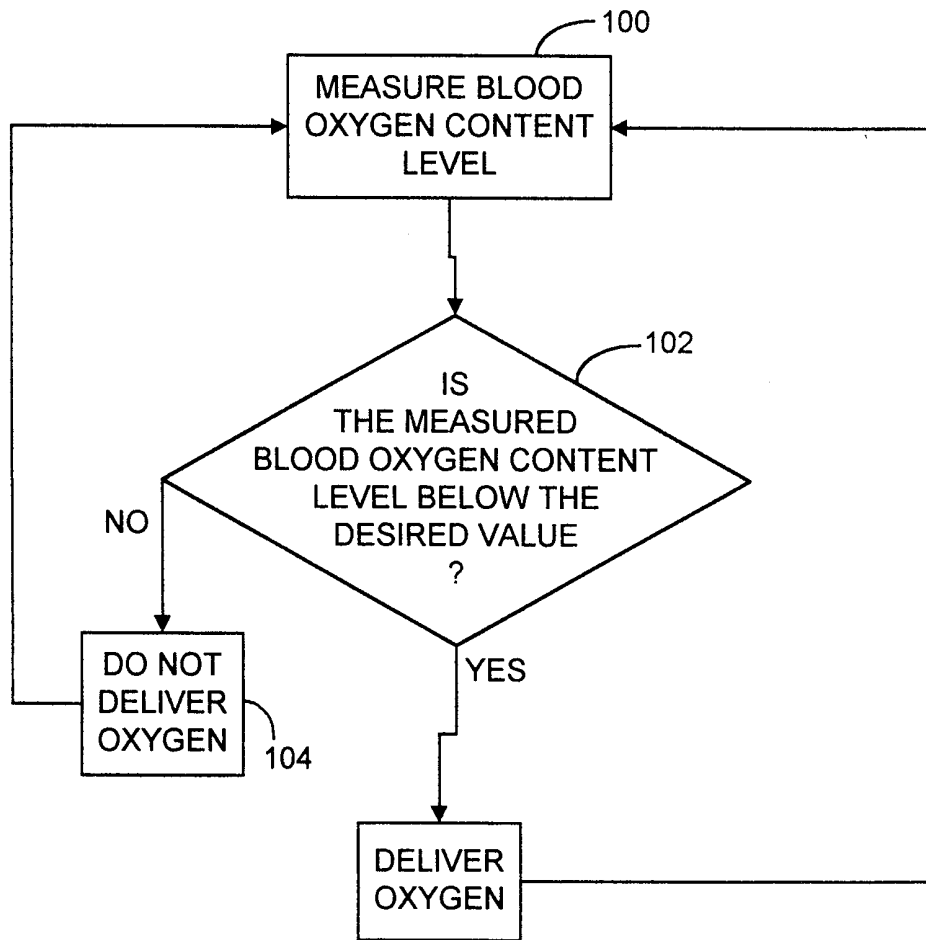 100
MEASURE BLOOD
OXYGEN CONTENT
LEVEL
102
IS
THE MEASURED
BLOOD OXYGEN CONTENT
LEVEL BELOW THE
DESIRED VALUE
?
NO
YES
DO NOT
DELIVER
OXYGEN
104
DELIVER
OXYGEN